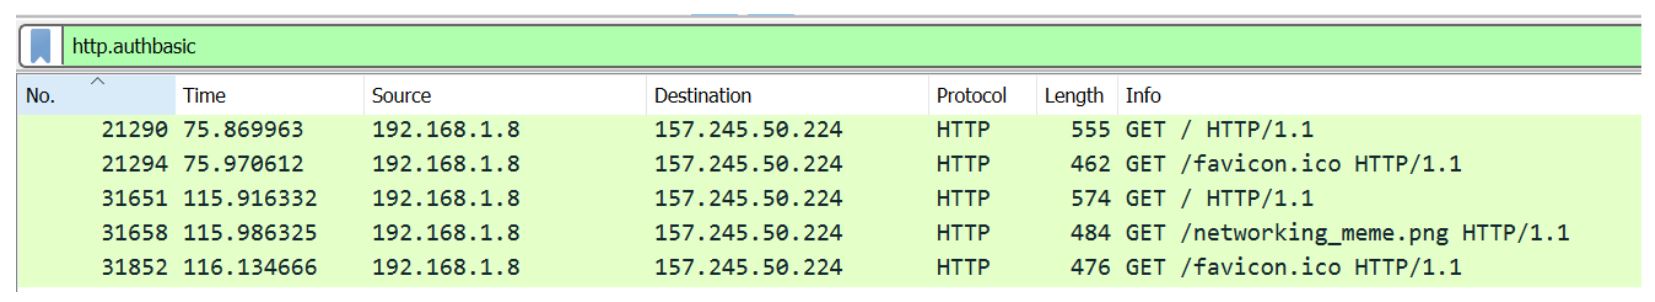 http.authbasic
No. Time Source Destination Protocol Length Info
21290 75.869963 192.168.1.8 157.245.50.224 HTTP 555 GET / HTTP/1.1
21294 75.970612 192.168.1.8 157.245.50.224 HTTP 462 GET /favicon.ico HTTP/1.1
31651 115.916332 192.168.1.8 157.245.50.224 HTTP 574 GET / HTTP/1.1
31658 115.986325 192.168.1.8 157.245.50.224 HTTP 484 GET /networking_meme.png HTTP/1.1
31852 116.134666 192.168.1.8 157.245.50.224 HTTP 476 GET /favicon.ico HTTP/1.1